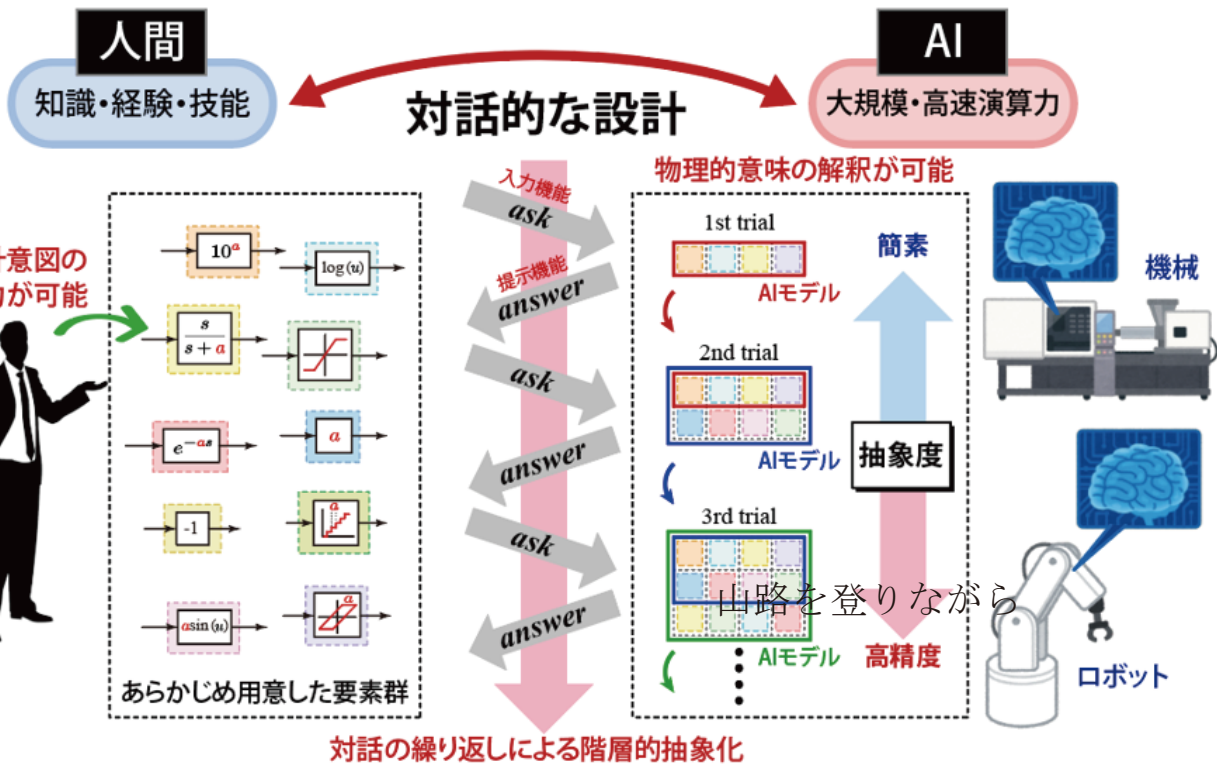 人間
知識・経験・技能
AI
大規模・高速演算力
対話的な設計
計意図の
が可能
10^a
log(u)
s
s + a
e^{-as}
a
-1
a
a sin(u)
a
あらかじめ用意した要素群
入力機能
ask
提示機能
answer
ask
answer
ask
answer
物理的意味の解釈が可能
1st trial
AIモデル
2nd trial
AIモデル
3rd trial
AIモデル
簡素
抽象度
高精度
山路を登りながら
機械
ロボット
対話の繰り返しによる階層的抽象化